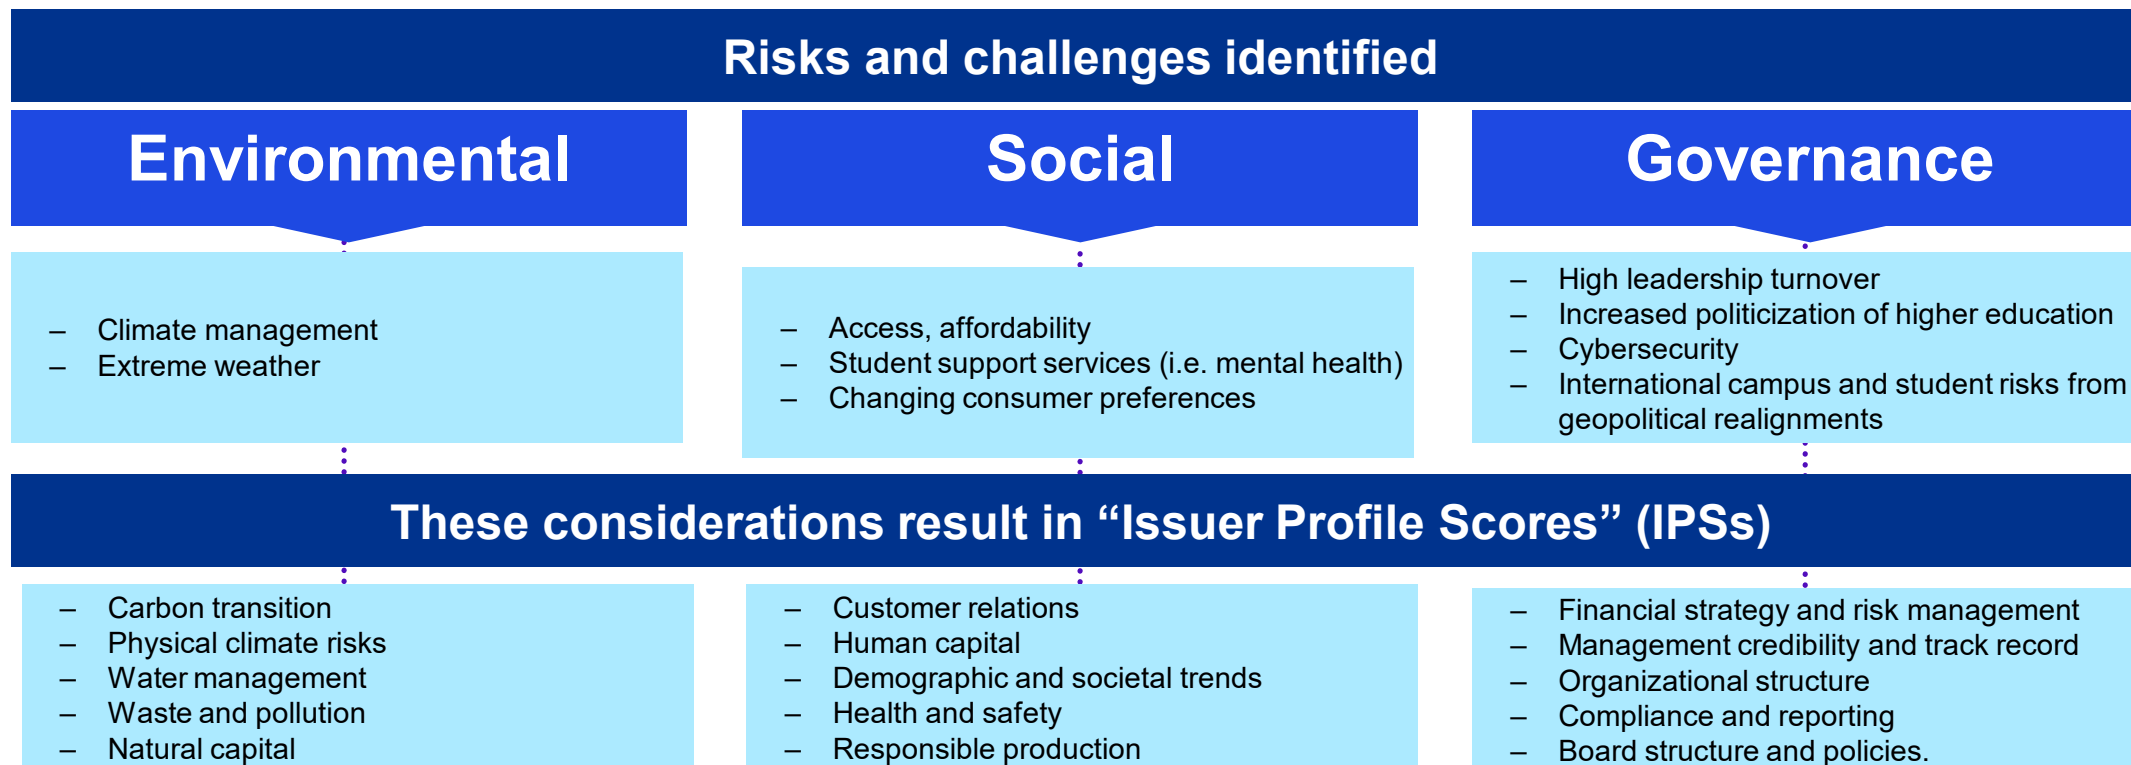 Risks and challenges identified
Environmental
– Climate management
– Extreme weather
Social
– Access, affordability
– Student support services (i.e. mental health)
– Changing consumer preferences
Governance
– High leadership turnover
– Increased politicization of higher education
– Cybersecurity
– International campus and student risks from
geopolitical realignments
These considerations result in “Issuer Profile Scores” (IPSs)
– Carbon transition
– Physical climate risks
– Water management
– Waste and pollution
– Natural capital
– Customer relations
– Human capital
– Demographic and societal trends
– Health and safety
– Responsible production
– Financial strategy and risk management
– Management credibility and track record
– Organizational structure
– Compliance and reporting
– Board structure and policies.